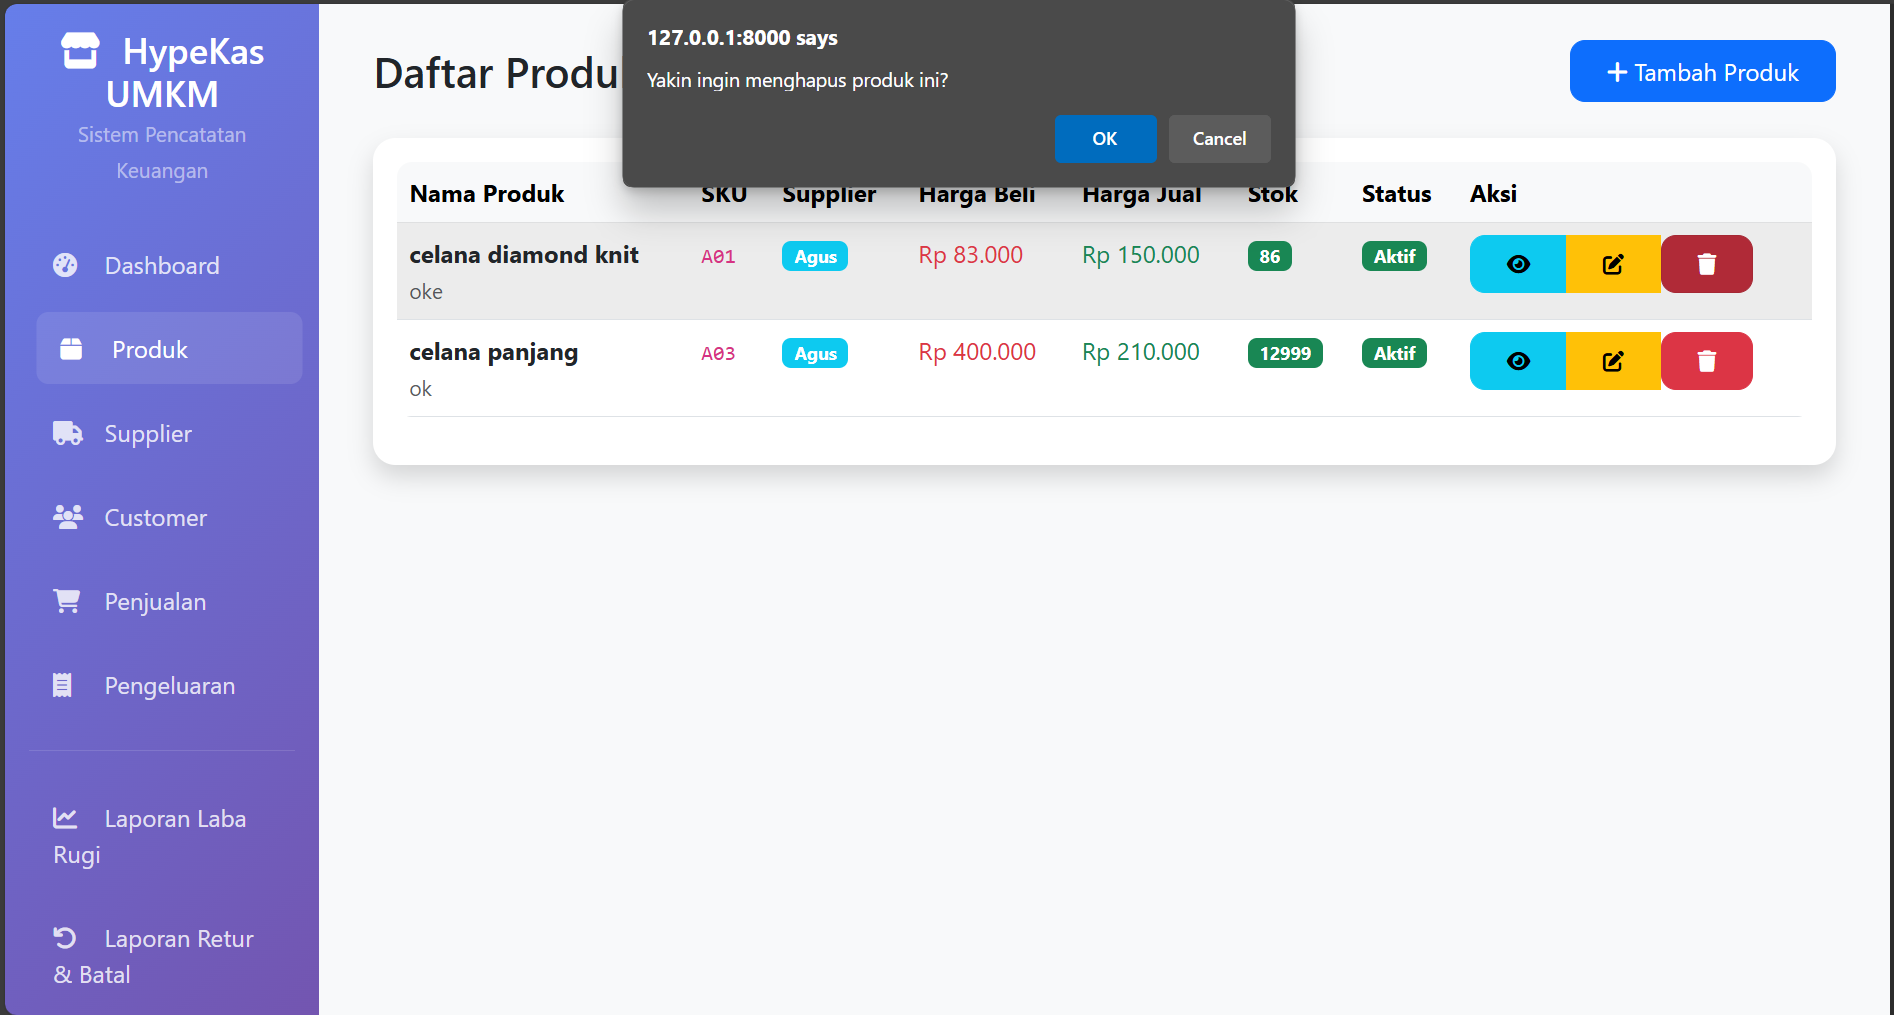 HypeKas
UMKM
Sistem Pencatatan
Keuangan
Dashboard
Produk
Supplier
Customer
Penjualan
Pengeluaran
Laporan Laba
Rugi
Laporan Retur
& Batal
127.0.0.1:8000 says
Yakin ingin menghapus produk ini?
OK Cancel
Daftar Produ
Tambah Produk
Nama Produk SKU Supplier Harga Beli Harga Jual Stok Status Aksi
celana diamond knit A01 Agus Rp 83.000 Rp 150.000 86 Aktif
oke
celana panjang A03 Agus Rp 400.000 Rp 210.000 12999 Aktif
ok